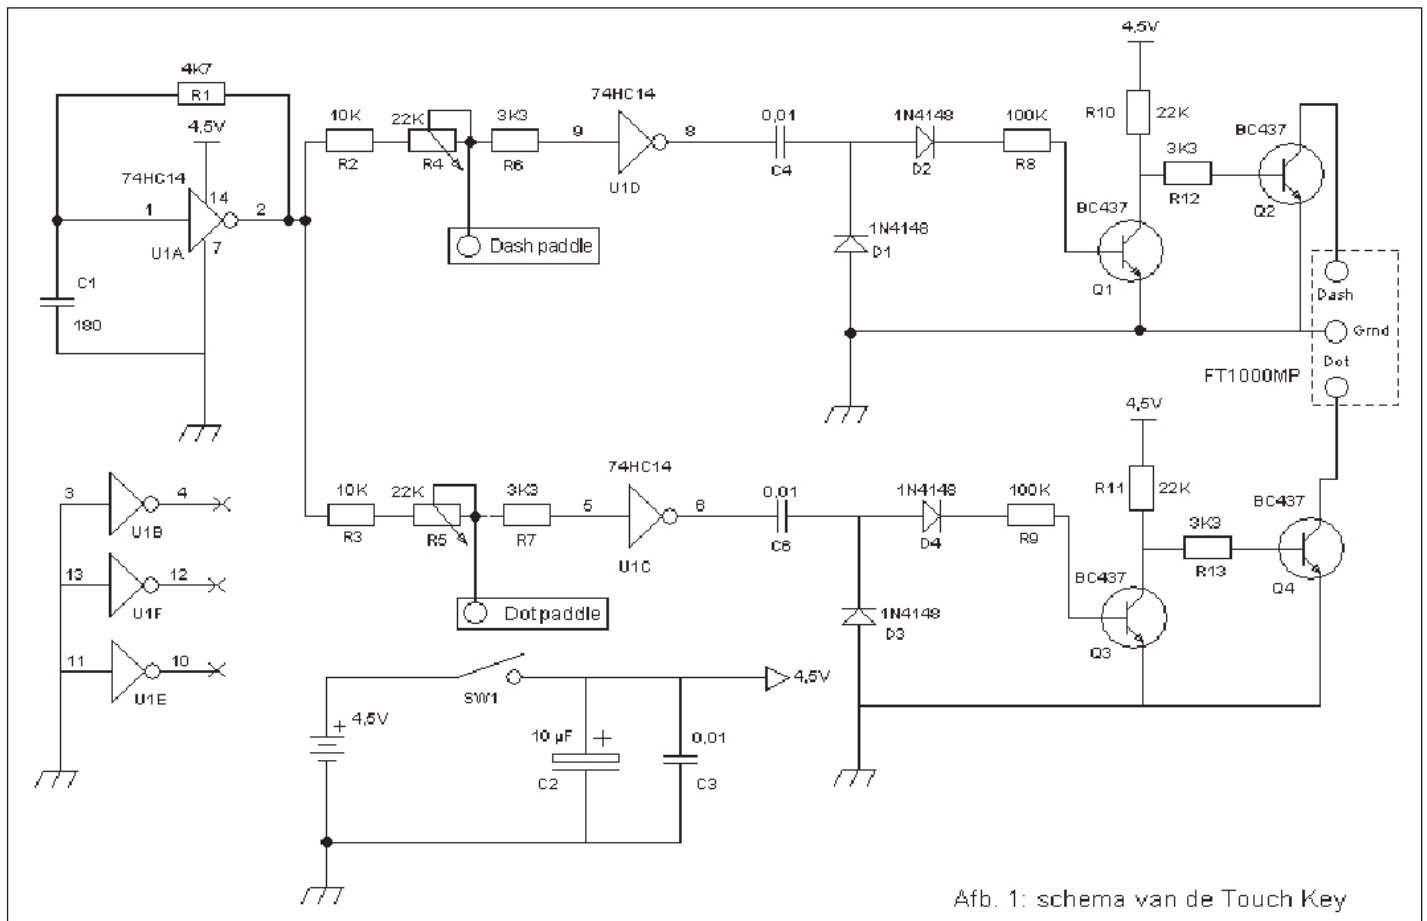 4,5V
4K7
R1
4,5V
74HC14
14
1
2
7
U1A
C1
180
10K
R2
22K
R4
3K3
R6
9
74HC14
8
U1D
Dash paddle
0,01
C4
1N4148
D2
100K
R8
1N4148
D1
R10
22K
BC437
3K3
R12
Q2
BC437
Q1
Dash
Grnd
Dot
FT1000MP
4,5V
74HC14
10K
R3
22K
R5
3K3
R7
5
6
U1C
Dot paddle
0,01
C6
1N4148
D4
100K
R9
1N4148
D3
R11
22K
BC437
3K3
R13
Q4
BC437
Q3
3
4
U1B
13
12
U1F
11
10
U1E
SW1
4,5V
4,5V
+
10 µF
+
C2
0,01
C3
Afb. 1: schema van de Touch Key